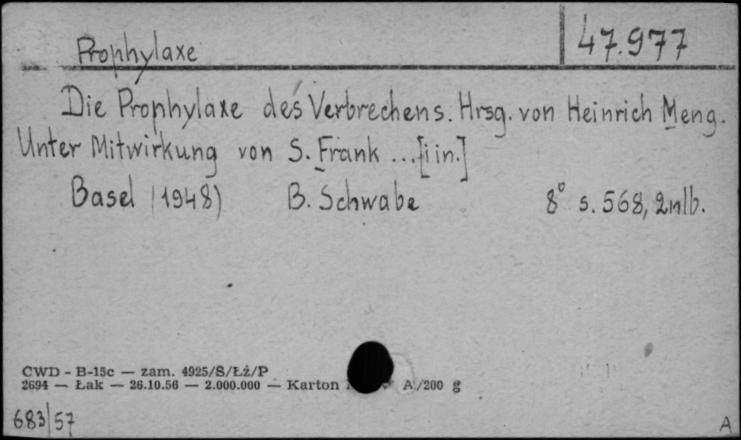 Prophylaxe 47.977
Die Prophylaxe des Verbrechens. Hrsg. von Heinrich Meng.
Unter Mitwirkung von S. Frank ... [i in.]
Basel (1948) B. Schwabe 8° s. 568, 2nlb.
CWD - B-15c — zam. 4925/S/Łż/P
2694 — Łak — 26.10.56 — 2.000.000 — Karton A/200 g
683/57 A